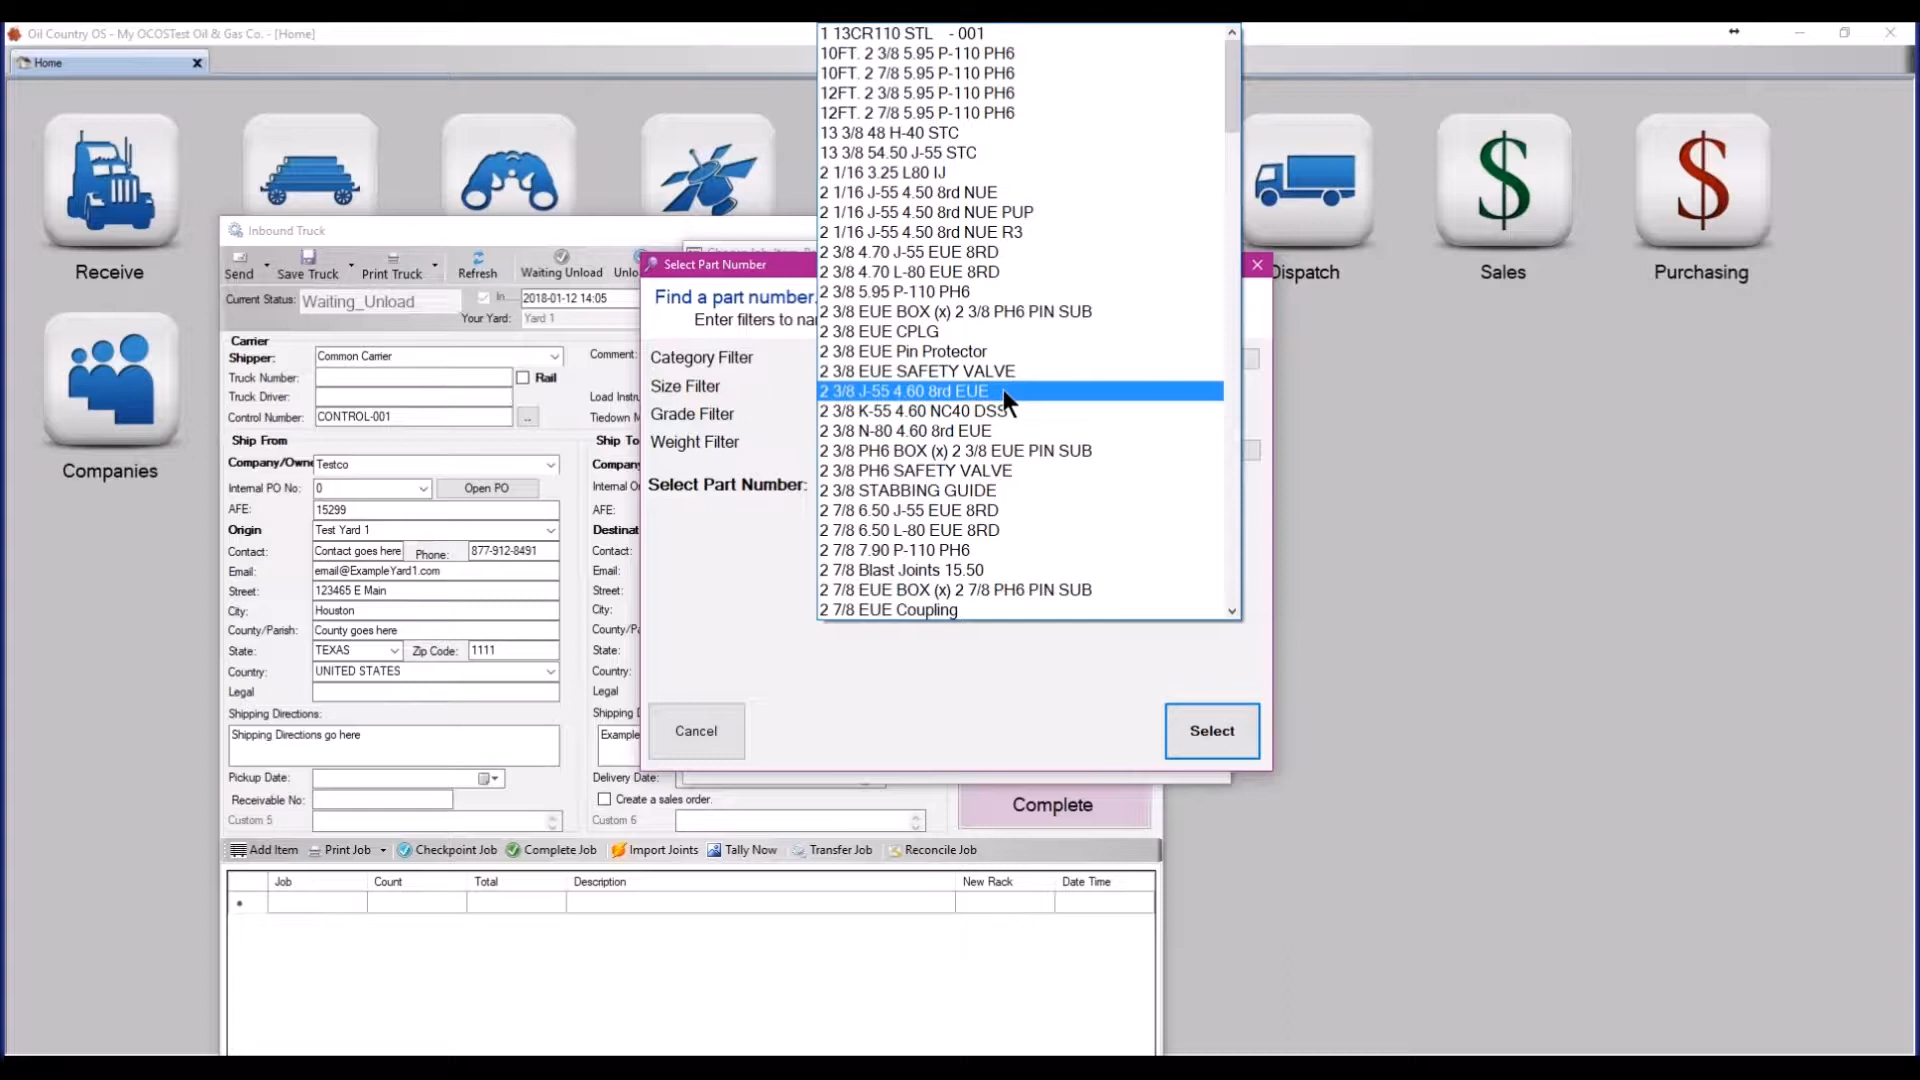 Oil Country OS - My OCOSTest Oil & Gas Co. - [Home]
Home
Receive
Dispatch
Sales
Purchasing
Companies
Inbound Truck
Send
Save Truck
Print Truck
Refresh
Waiting Unload
Unlo
Current Status: Waiting_Unload
In
2018-01-12 14:05
Your Yard: Yard 1
Carrier
Shipper: Common Carrier
Comment:
Truck Number:
Rail
Truck Driver:
Load Instru
Control Number: CONTROL-001
...
Tiedown M
Ship From
Ship To
Company/Owne Testco
Company
Internal PO No: 0
Open PO
Internal O
AFE: 15299
AFE:
Origin Test Yard 1
Destinat
Contact: Contact goes here
Phone: 877-912-8491
Contact:
Email: email@ExampleYard1.com
Email:
Street: 123465 E Main
Street:
City: Houston
City:
County/Parish: County goes here
County/Pa
State: TEXAS
Zip Code: 1111
State:
Country: UNITED STATES
Country:
Legal
Legal
Shipping Directions:
Shipping D
Shipping Directions go here
Example
Pickup Date:
Delivery Date:
Receivable No:
Create a sales order.
Custom 5
Custom 6
Complete
Add Item
Print Job
Checkpoint Job
Complete Job
Import Joints
Tally Now
Transfer Job
Reconcile Job
Job
Count
Total
Description
New Rack
Date Time
Select Part Number
Find a part number.
Enter filters to na
Category Filter
Size Filter
Grade Filter
Weight Filter
Select Part Number:
Cancel
Select
1 13CR110 STL - 001
10FT. 2 3/8 5.95 P-110 PH6
10FT. 2 7/8 5.95 P-110 PH6
12FT. 2 3/8 5.95 P-110 PH6
12FT. 2 7/8 5.95 P-110 PH6
13 3/8 48 H-40 STC
13 3/8 54.50 J-55 STC
2 1/16 3.25 L80 IJ
2 1/16 J-55 4.50 8rd NUE
2 1/16 J-55 4.50 8rd NUE PUP
2 1/16 J-55 4.50 8rd NUE R3
2 3/8 4.70 J-55 EUE 8RD
2 3/8 4.70 L-80 EUE 8RD
2 3/8 5.95 P-110 PH6
2 3/8 EUE BOX (x) 2 3/8 PH6 PIN SUB
2 3/8 EUE CPLG
2 3/8 EUE Pin Protector
2 3/8 EUE SAFETY VALVE
2 3/8 J-55 4.60 8rd EUE
2 3/8 K-55 4.60 NC40 DSS
2 3/8 N-80 4.60 8rd EUE
2 3/8 PH6 BOX (x) 2 3/8 EUE PIN SUB
2 3/8 PH6 SAFETY VALVE
2 3/8 STABBING GUIDE
2 7/8 6.50 J-55 EUE 8RD
2 7/8 6.50 L-80 EUE 8RD
2 7/8 7.90 P-110 PH6
2 7/8 Blast Joints 15.50
2 7/8 EUE BOX (x) 2 7/8 PH6 PIN SUB
2 7/8 EUE Coupling